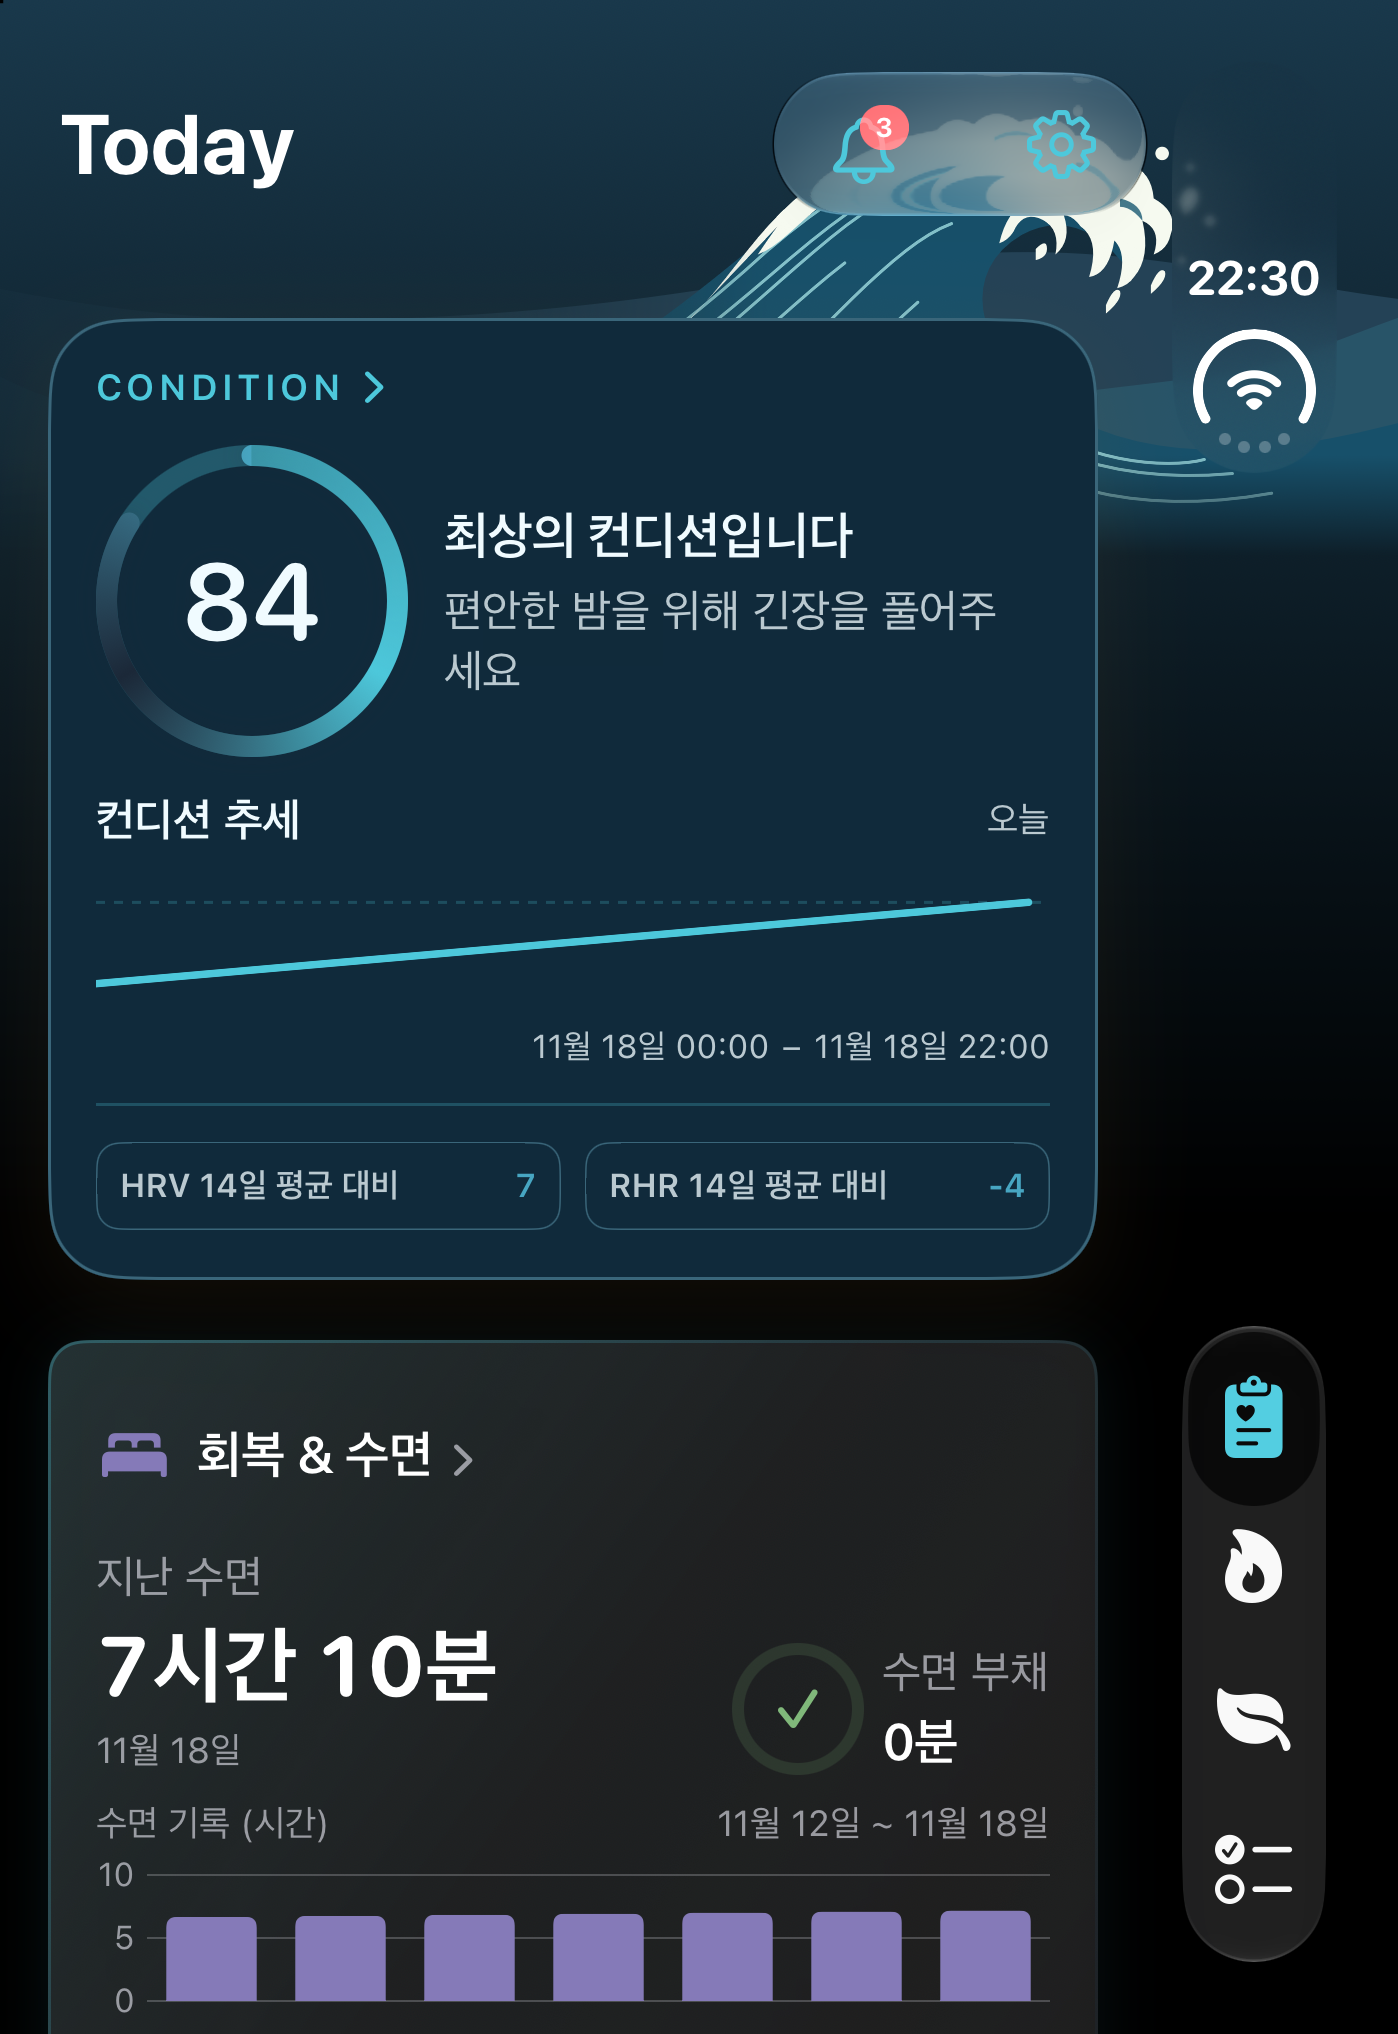 Today
3
22:30
CONDITION
84
최상의 컨디션입니다
편안한 밤을 위해 긴장을 풀어주
세요
컨디션 추세
오늘
11월 18일 00:00 – 11월 18일 22:00
HRV 14일 평균 대비 7
RHR 14일 평균 대비 -4
회복 & 수면
지난 수면
7시간 10분
11월 18일
수면 부채
0분
수면 기록 (시간)
11월 12일 ~ 11월 18일
10
5
0